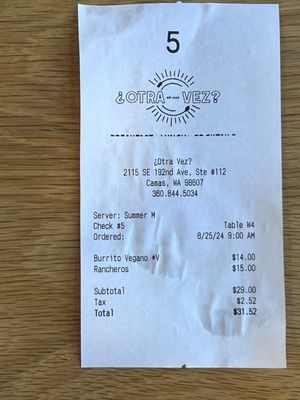 5
¿OTRA VEZ?
¿Otra Vez?
2115 SE 192nd Ave, Ste #112
Camas, WA 98607
360.844.5034
Server: Summer M
Check #5 Table W4
Ordered: 8/25/24 9:00 AM
Burrito Vegano #V $14.00
Rancheros $15.00
Subtotal $29.00
Tax $2.52
Total $31.52